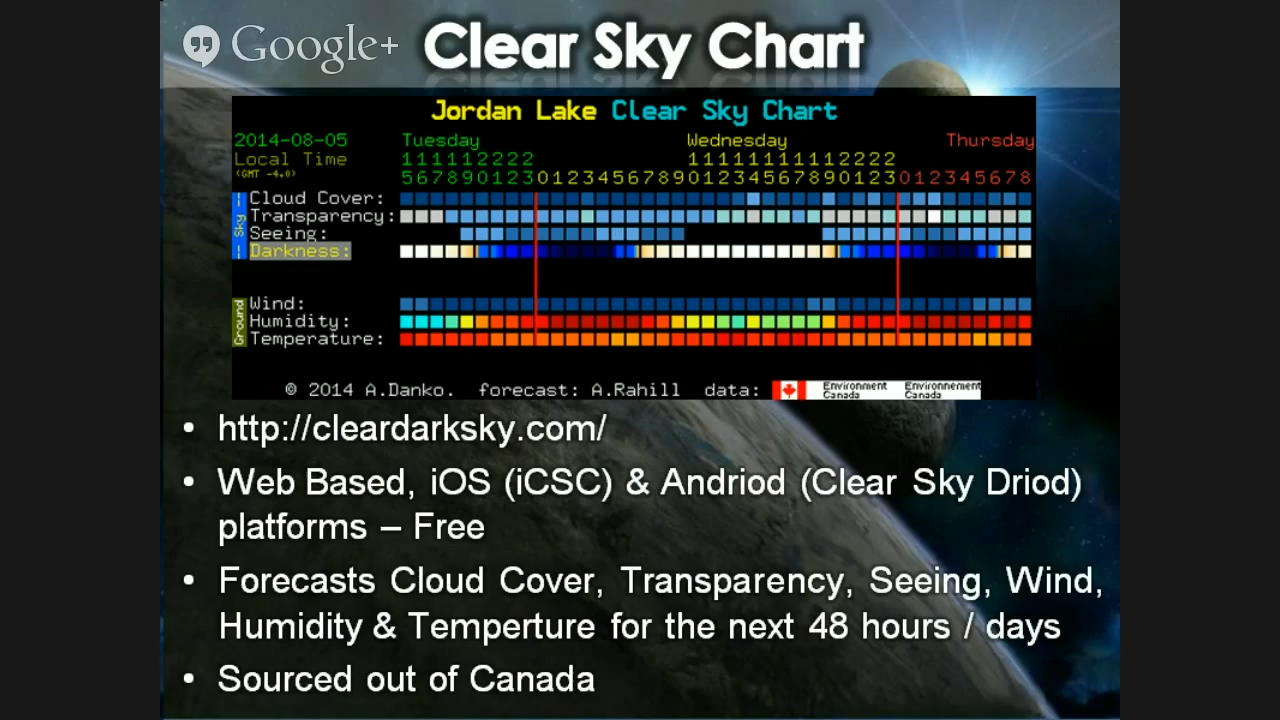 Google+ Clear Sky Chart
Jordan Lake Clear Sky Chart
2014-08-05 Tuesday Wednesday Thursday
Local Time 111112222 11111111112222
(GMT -4.0) 567890123012345678901234567890123012345678
Cloud Cover:
Transparency:
Seeing:
Darkness:
Sky
Wind:
Humidity:
Temperature:
Ground
© 2014 A.Danko. forecast: A.Rahill data: Environment Canada Environnement Canada
• http://cleardarksky.com/
• Web Based, iOS (iCSC) & Andriod (Clear Sky Driod)
platforms – Free
• Forecasts Cloud Cover, Transparency, Seeing, Wind,
Humidity & Temperture for the next 48 hours / days
• Sourced out of Canada